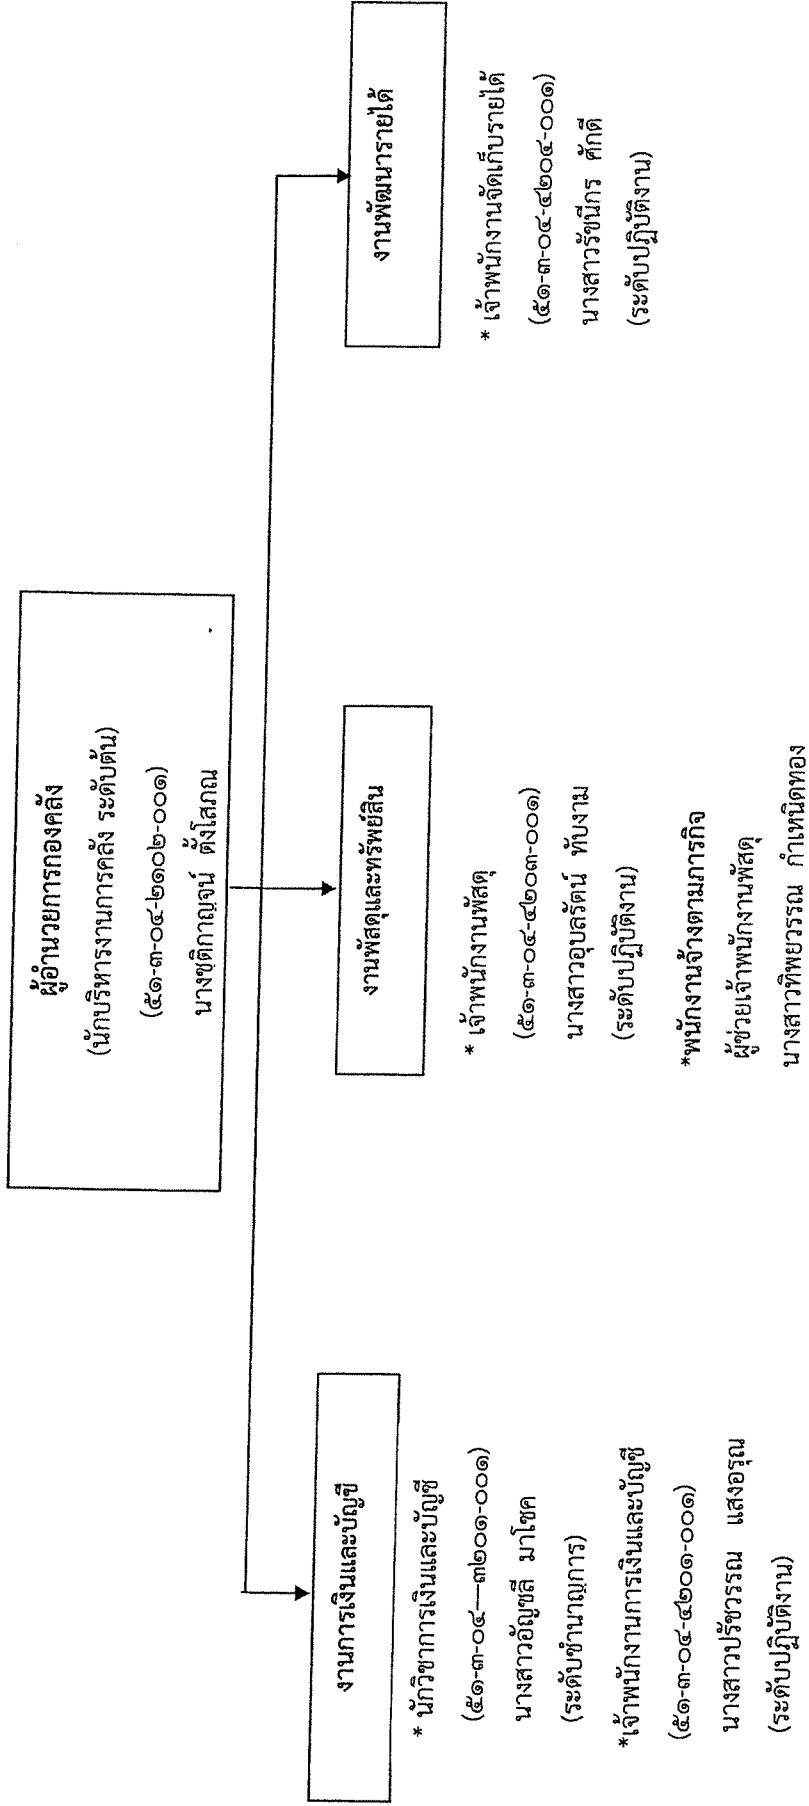 ผู้อำนวยการกองคลัง
(นักบริหารงานการคลัง ระดับต้น)
(๕๑-๓-๐๔-๒๑๐๒-๐๐๑)
นางชุติกาญจน์ ตั้งโสภณ
งานการเงินและบัญชี
* นักวิชาการเงินและบัญชี
(๕๑-๓-๐๔-–๓๒๐๑-๐๐๑)
นางสาวอัญชลี มาโชค
(ระดับชำนาญการ)
*เจ้าพนักงานการเงินและบัญชี
(๕๑-๓-๐๔-๔๒๐๑-๐๐๑)
นางสาวปรัชวรรณ แสงอรุณ
(ระดับปฏิบัติงาน)
งานพัสดุและทรัพย์สิน
* เจ้าพนักงานพัสดุ
(๕๑-๓-๐๔-๔๒๐๓-๐๐๑)
นางสาวอุบลรัตน์ ทับงาม
(ระดับปฏิบัติงาน)
*พนักงานจ้างตามภารกิจ
ผู้ช่วยเจ้าพนักงานพัสดุ
นางสาวทิพยวรรณ กำเหนิดทอง
งานพัฒนารายได้
* เจ้าพนักงานจัดเก็บรายได้
(๕๑-๓-๐๔-๔๒๐๔-๐๐๑)
นางสาวรัชนีกร ศักดี
(ระดับปฏิบัติงาน)